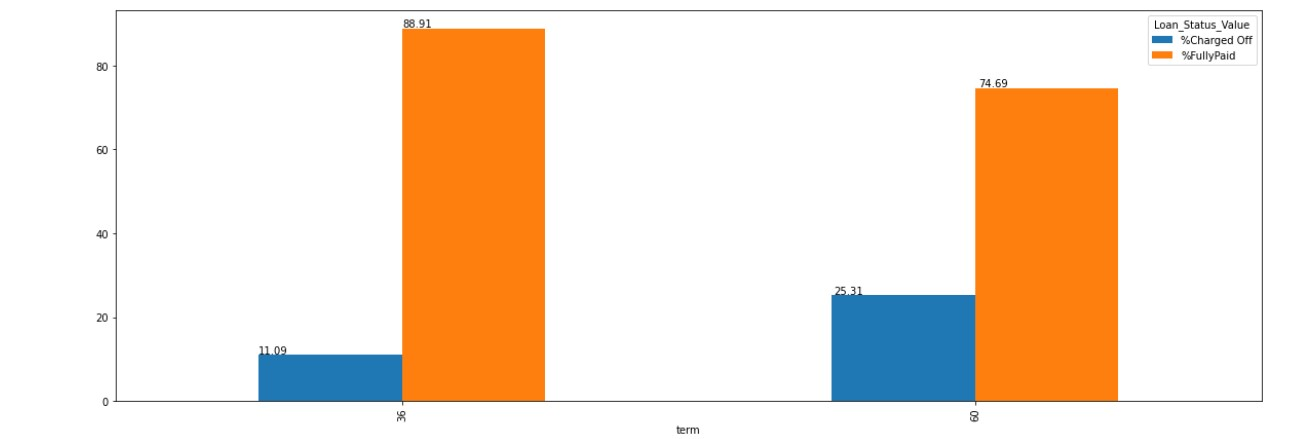 88.91
Loan_Status_Value
%Charged Off
%FullyPaid
80
74.69
60
40
25.31
20
11.09
0
36
60
term